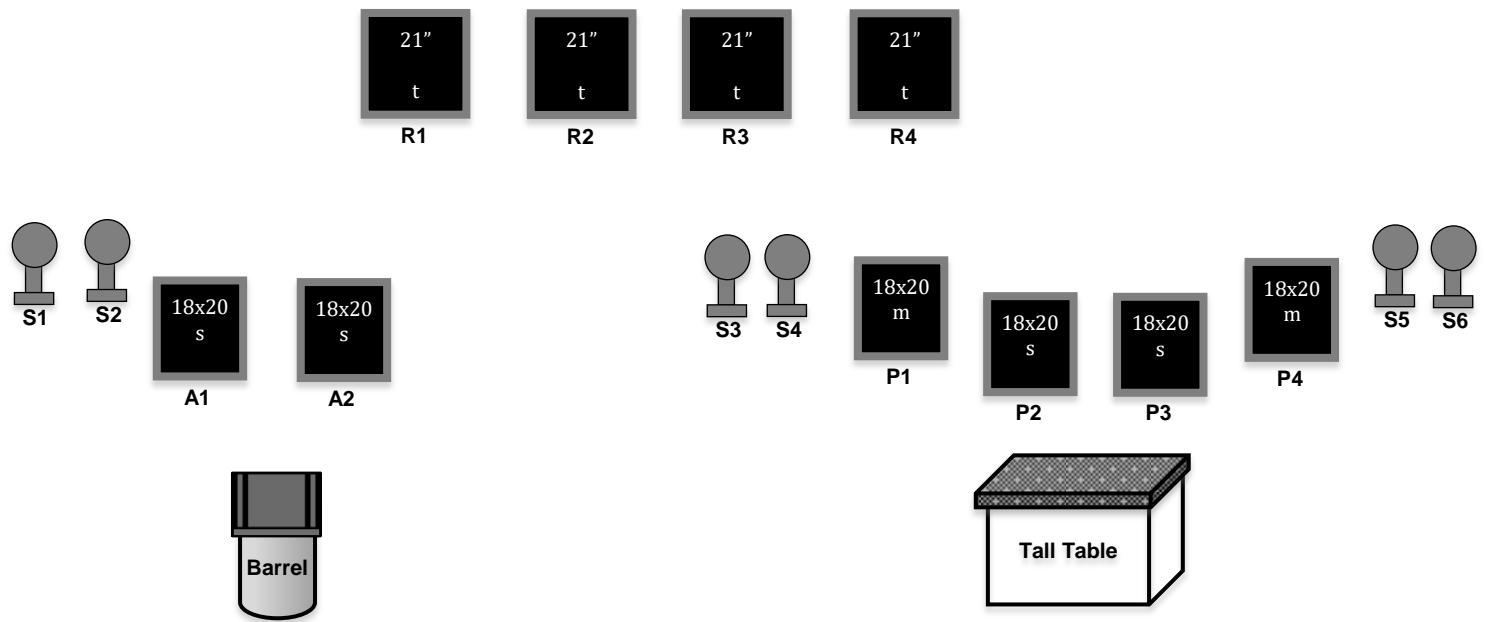 21”
t
R1
21”
t
R2
21”
t
R3
21”
t
R4
S1
S2
18x20
s
A1
18x20
s
A2
S3
S4
18x20
m
P1
18x20
s
P2
18x20
s
P3
18x20
m
P4
S5
S6
Barrel
Tall Table